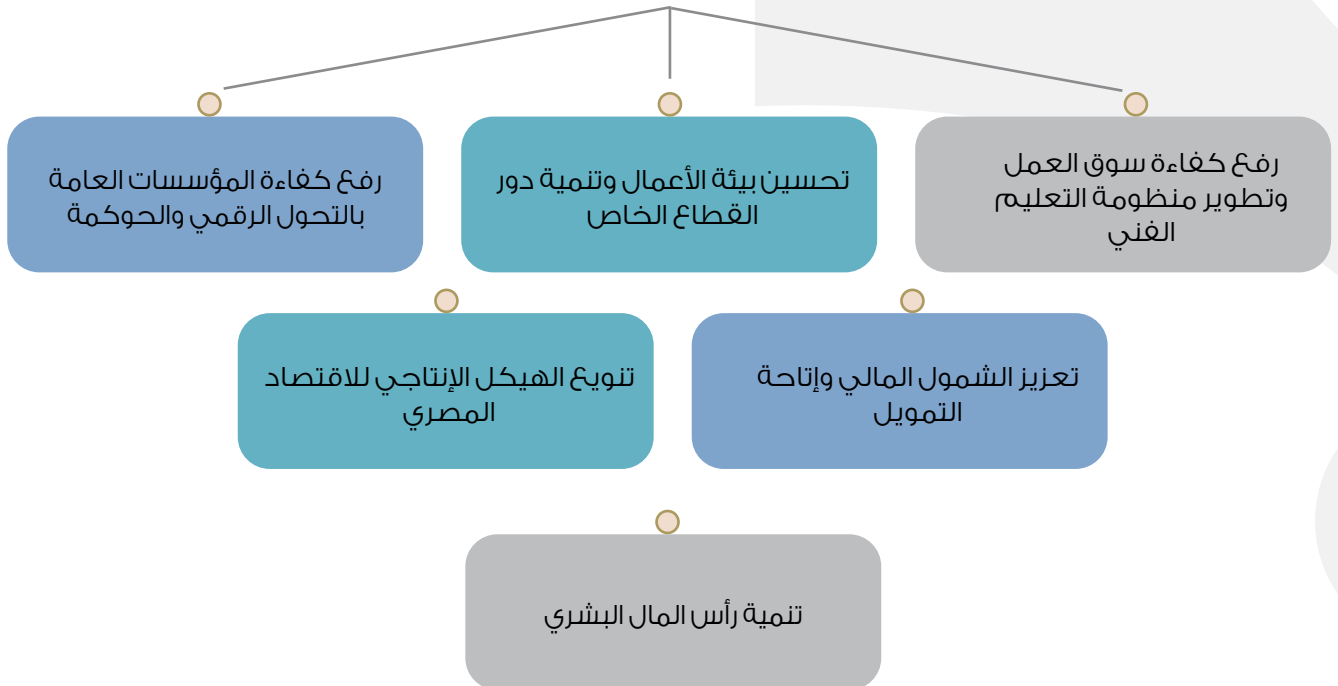 رفع كفاءة سوق العمل
وتطوير منظومة التعليم
الفني
تحسين بيئة الأعمال وتنمية دور
القطاع الخاص
رفع كفاءة المؤسسات العامة
بالتحول الرقمي والحوكمة
تعزيز الشمول المالي وإتاحة
التمويل
تنويع الهيكل الإنتاجي للاقتصاد
المصري
تنمية رأس المال البشري